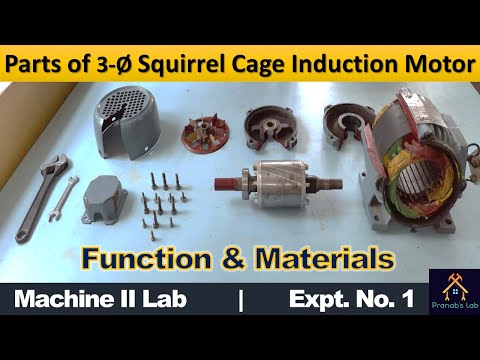 Parts of 3-Ø Squirrel Cage Induction Motor
Function & Materials
Machine II Lab | Expt. No. 1
Pranab's Lab